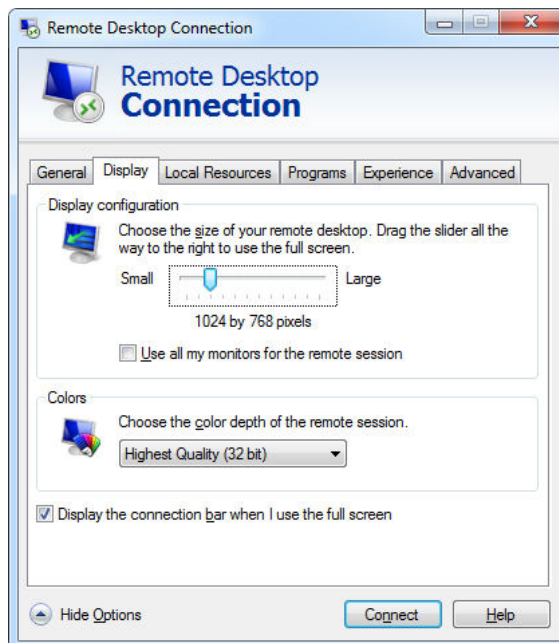 Remote Desktop Connection
Remote Desktop
Connection
General Display Local Resources Programs Experience Advanced
Display configuration
Choose the size of your remote desktop. Drag the slider all the
way to the right to use the full screen.
Small Large
1024 by 768 pixels
Use all my monitors for the remote session
Colors
Choose the color depth of the remote session.
Highest Quality (32 bit)
Display the connection bar when I use the full screen
Hide Options Connect Help